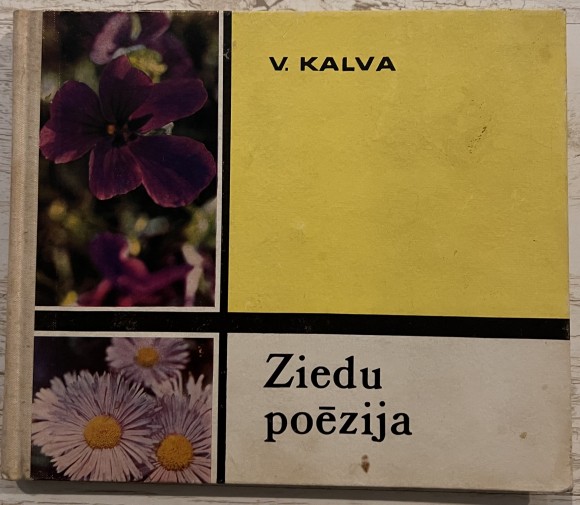 V. KALVA
Ziedu
poēzija